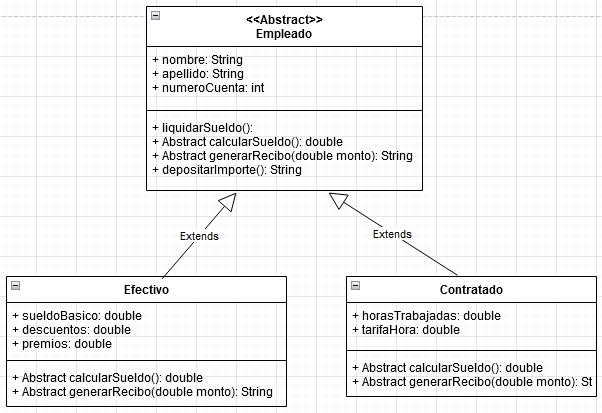 <<Abstract>>
Empleado
+ nombre: String
+ apellido: String
+ numeroCuenta: int
+ liquidarSueldo():
+ Abstract calcularSueldo(): double
+ Abstract generarRecibo(double monto): String
+ depositarImporte(): String
Extends
Extends
Efectivo
+ sueldoBasico: double
+ descuentos: double
+ premios: double
+ Abstract calcularSueldo(): double
+ Abstract generarRecibo(double monto): String
Contratado
+ horasTrabajadas: double
+ tarifaHora: double
+ Abstract calcularSueldo(): double
+ Abstract generarRecibo(double monto): St